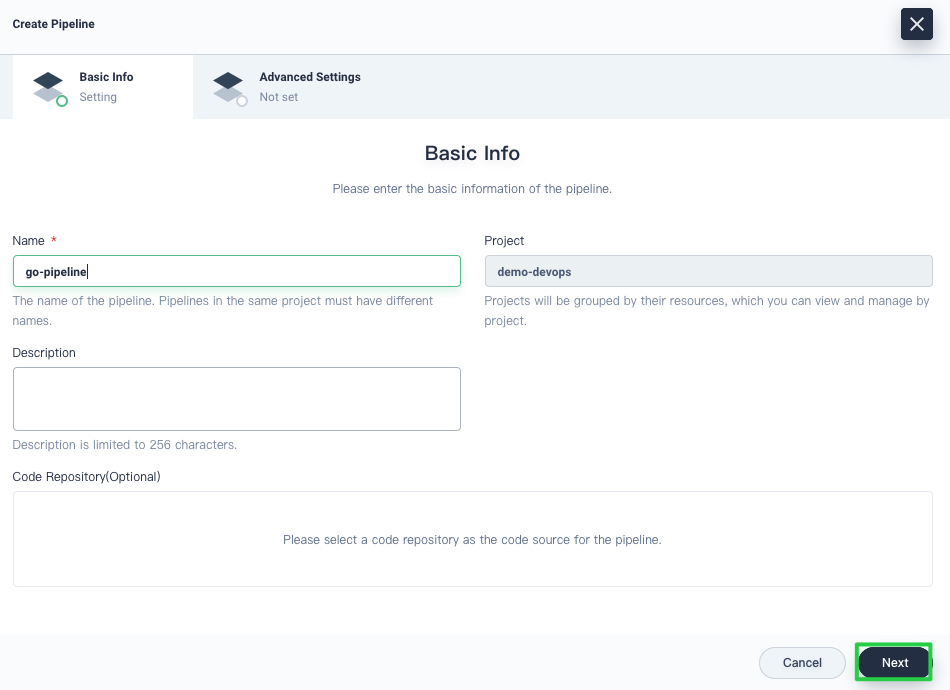 Create Pipeline
Basic Info
Setting
Advanced Settings
Not set
Basic Info
Please enter the basic information of the pipeline.
Name *
go-pipeline
The name of the pipeline. Pipelines in the same project must have different
names.
Project
demo-devops
Projects will be grouped by their resources, which you can view and manage by
project.
Description
Description is limited to 256 characters.
Code Repository(Optional)
Please select a code repository as the code source for the pipeline.
Cancel
Next